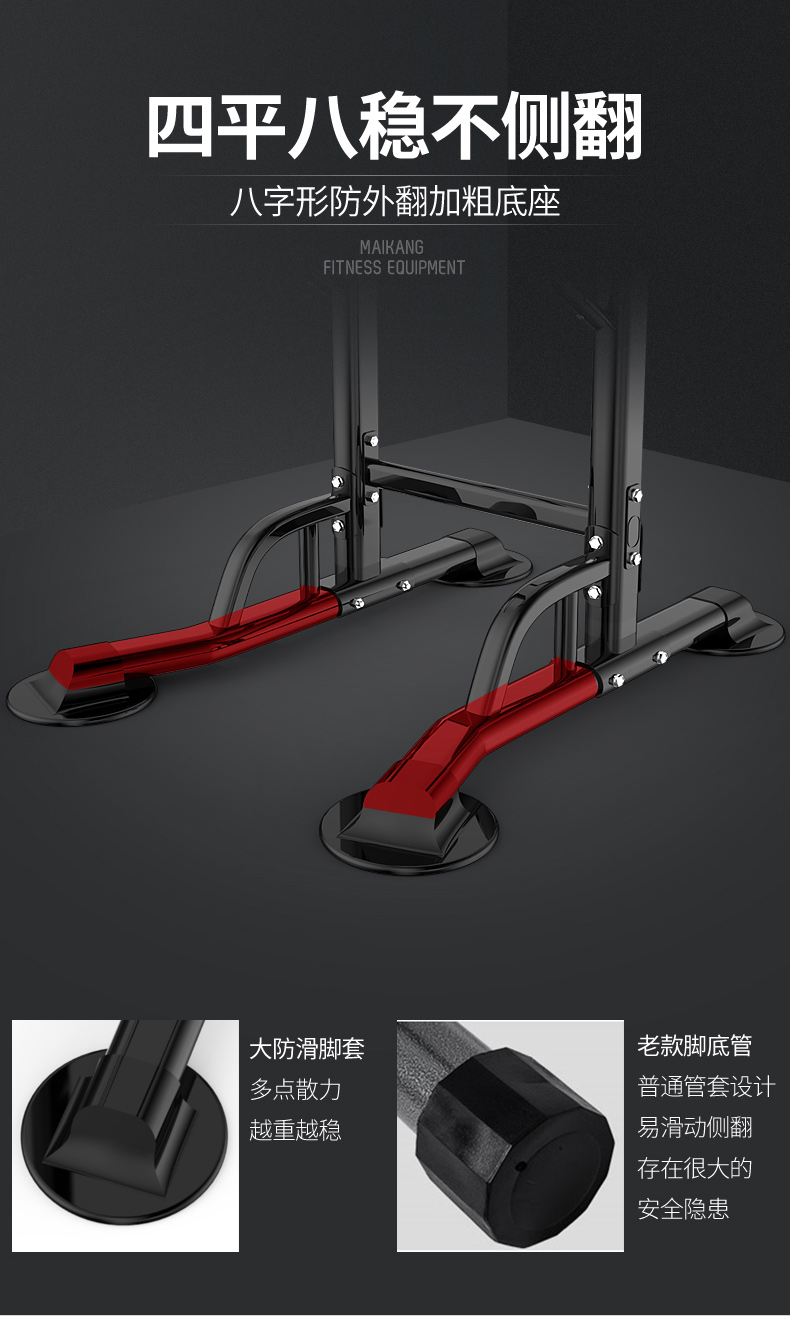 四平八稳不侧翻
八字形防外翻加粗底座
MAIKANG
FITNESS EQUIPMENT
大防滑脚套
多点散力
越重越稳
老款脚底管
普通管套设计
易滑动侧翻
存在很大的
安全隐患